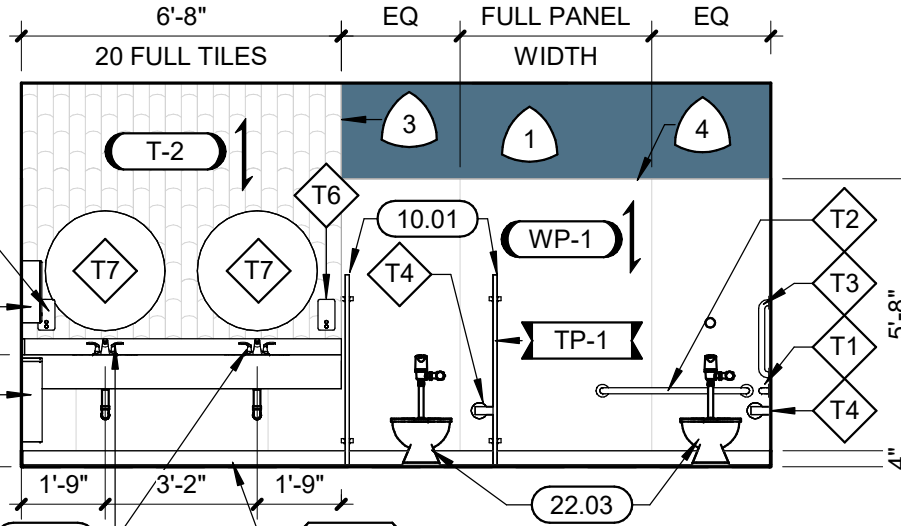 6'-8" EQ FULL PANEL EQ
20 FULL TILES WIDTH
3 1 4
T-2
T6
10.01 WP-1 T2
T7 T7 T4 T3
5'-8"
TP-1 T1
T4
4"
1'-9" 3'-2" 1'-9"
22.03